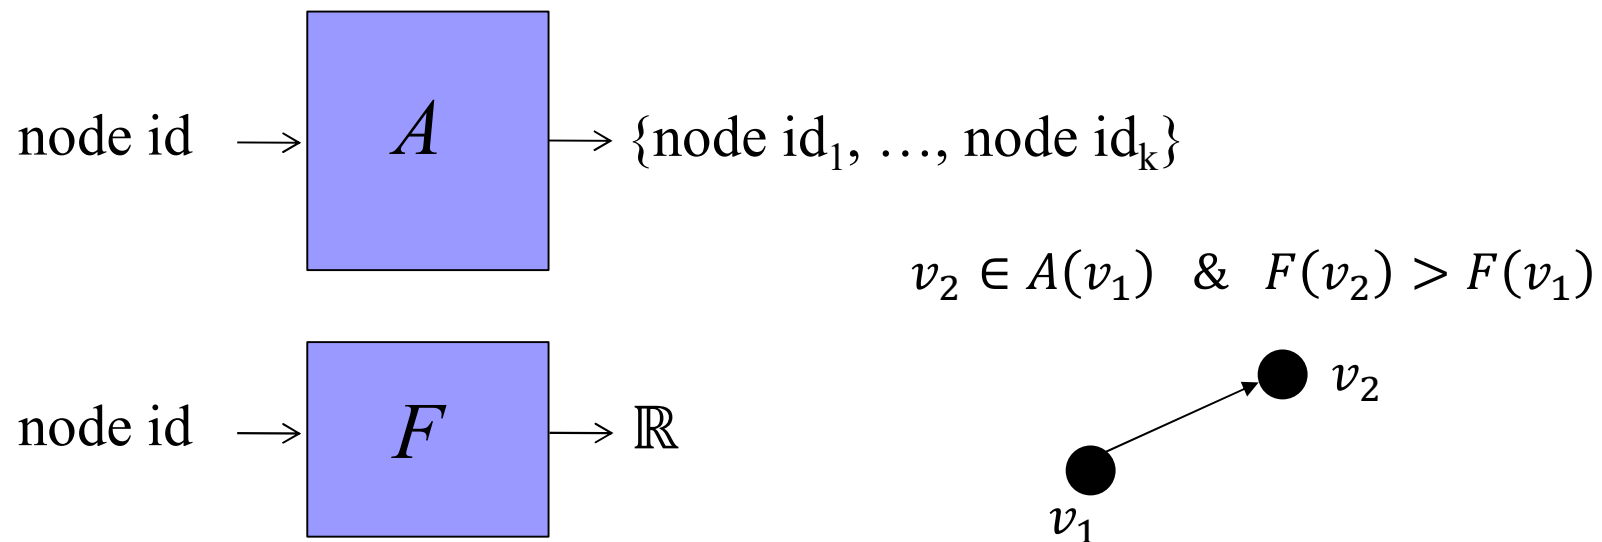 node id A {node id₁, …, node idₖ}
v₂ ∈ A(v₁) & F(v₂) > F(v₁)
node id F ℝ
v₂
v₁